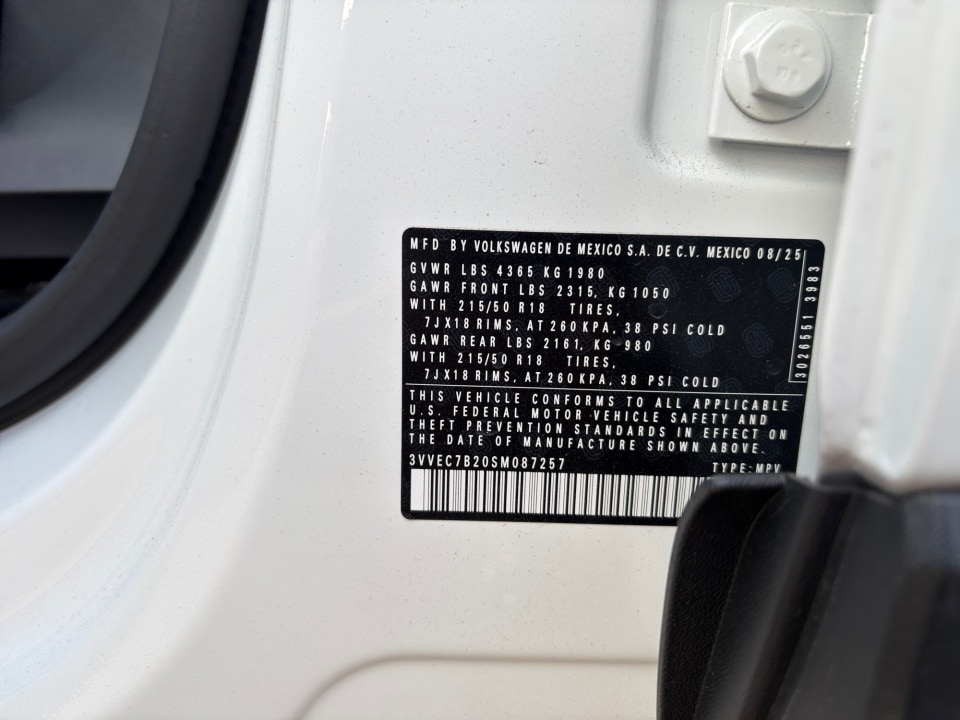 MFD BY VOLKSWAGEN DE MEXICO S.A. DE C.V. MEXICO 08/25
GVWR LBS 4365 KG 1980
GAWR FRONT LBS 2315, KG 1050
WITH 215/50 R18 TIRES,
7JX18 RIMS, AT 260 KPA, 38 PSI COLD
GAWR REAR LBS 2161, KG 980
WITH 215/50 R18 TIRES,
7JX18 RIMS, AT 260 KPA, 38 PSI COLD
THIS VEHICLE CONFORMS TO ALL APPLICABLE
U.S. FEDERAL MOTOR VEHICLE SAFETY AND
THEFT PREVENTION STANDARDS IN EFFECT ON
THE DATE OF MANUFACTURE SHOWN ABOVE.
3VVEC7B20SM087257 TYPE: MPV
3026551 3983